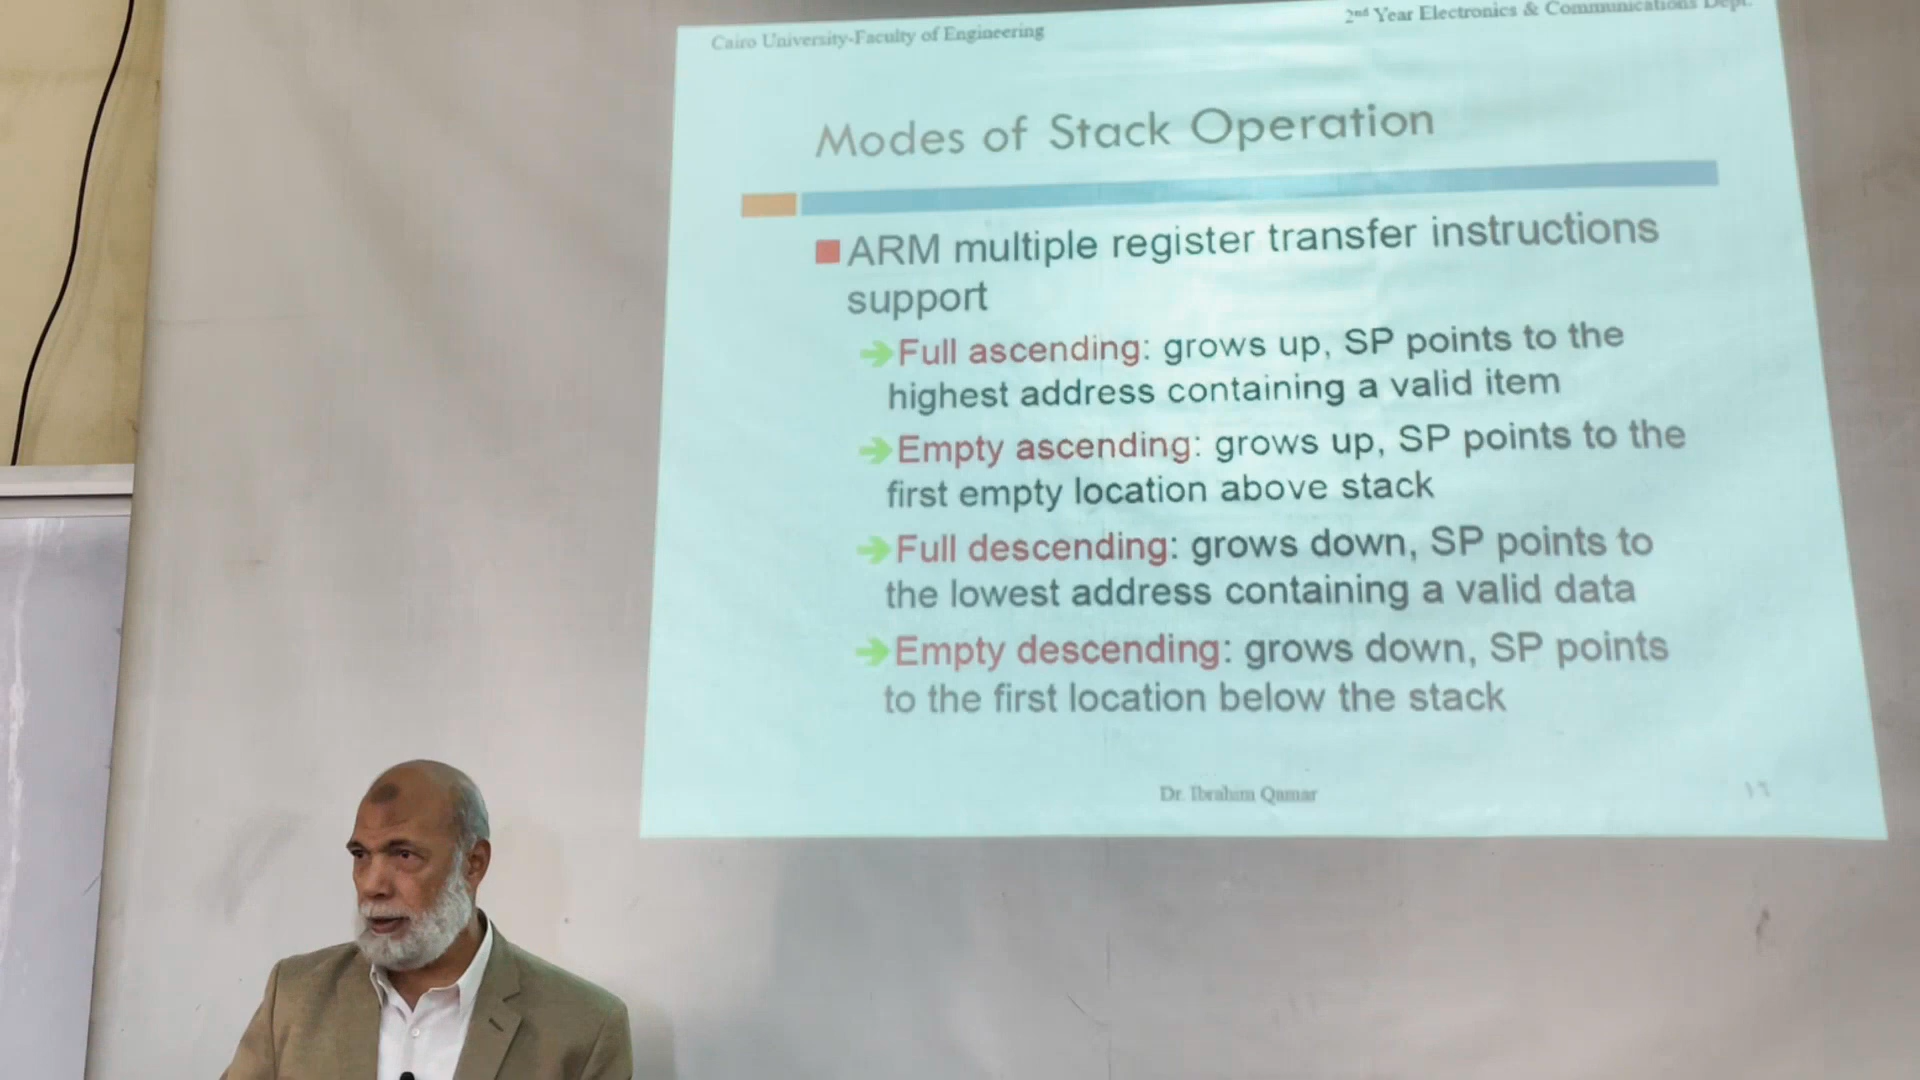 Cairo University-Faculty of Engineering
2nd Year Electronics & Communications Dept.
Modes of Stack Operation
ARM multiple register transfer instructions
support
Full ascending: grows up, SP points to the
highest address containing a valid item
Empty ascending: grows up, SP points to the
first empty location above stack
Full descending: grows down, SP points to
the lowest address containing a valid data
Empty descending: grows down, SP points
to the first location below the stack
Dr. Ibrahim Qamar